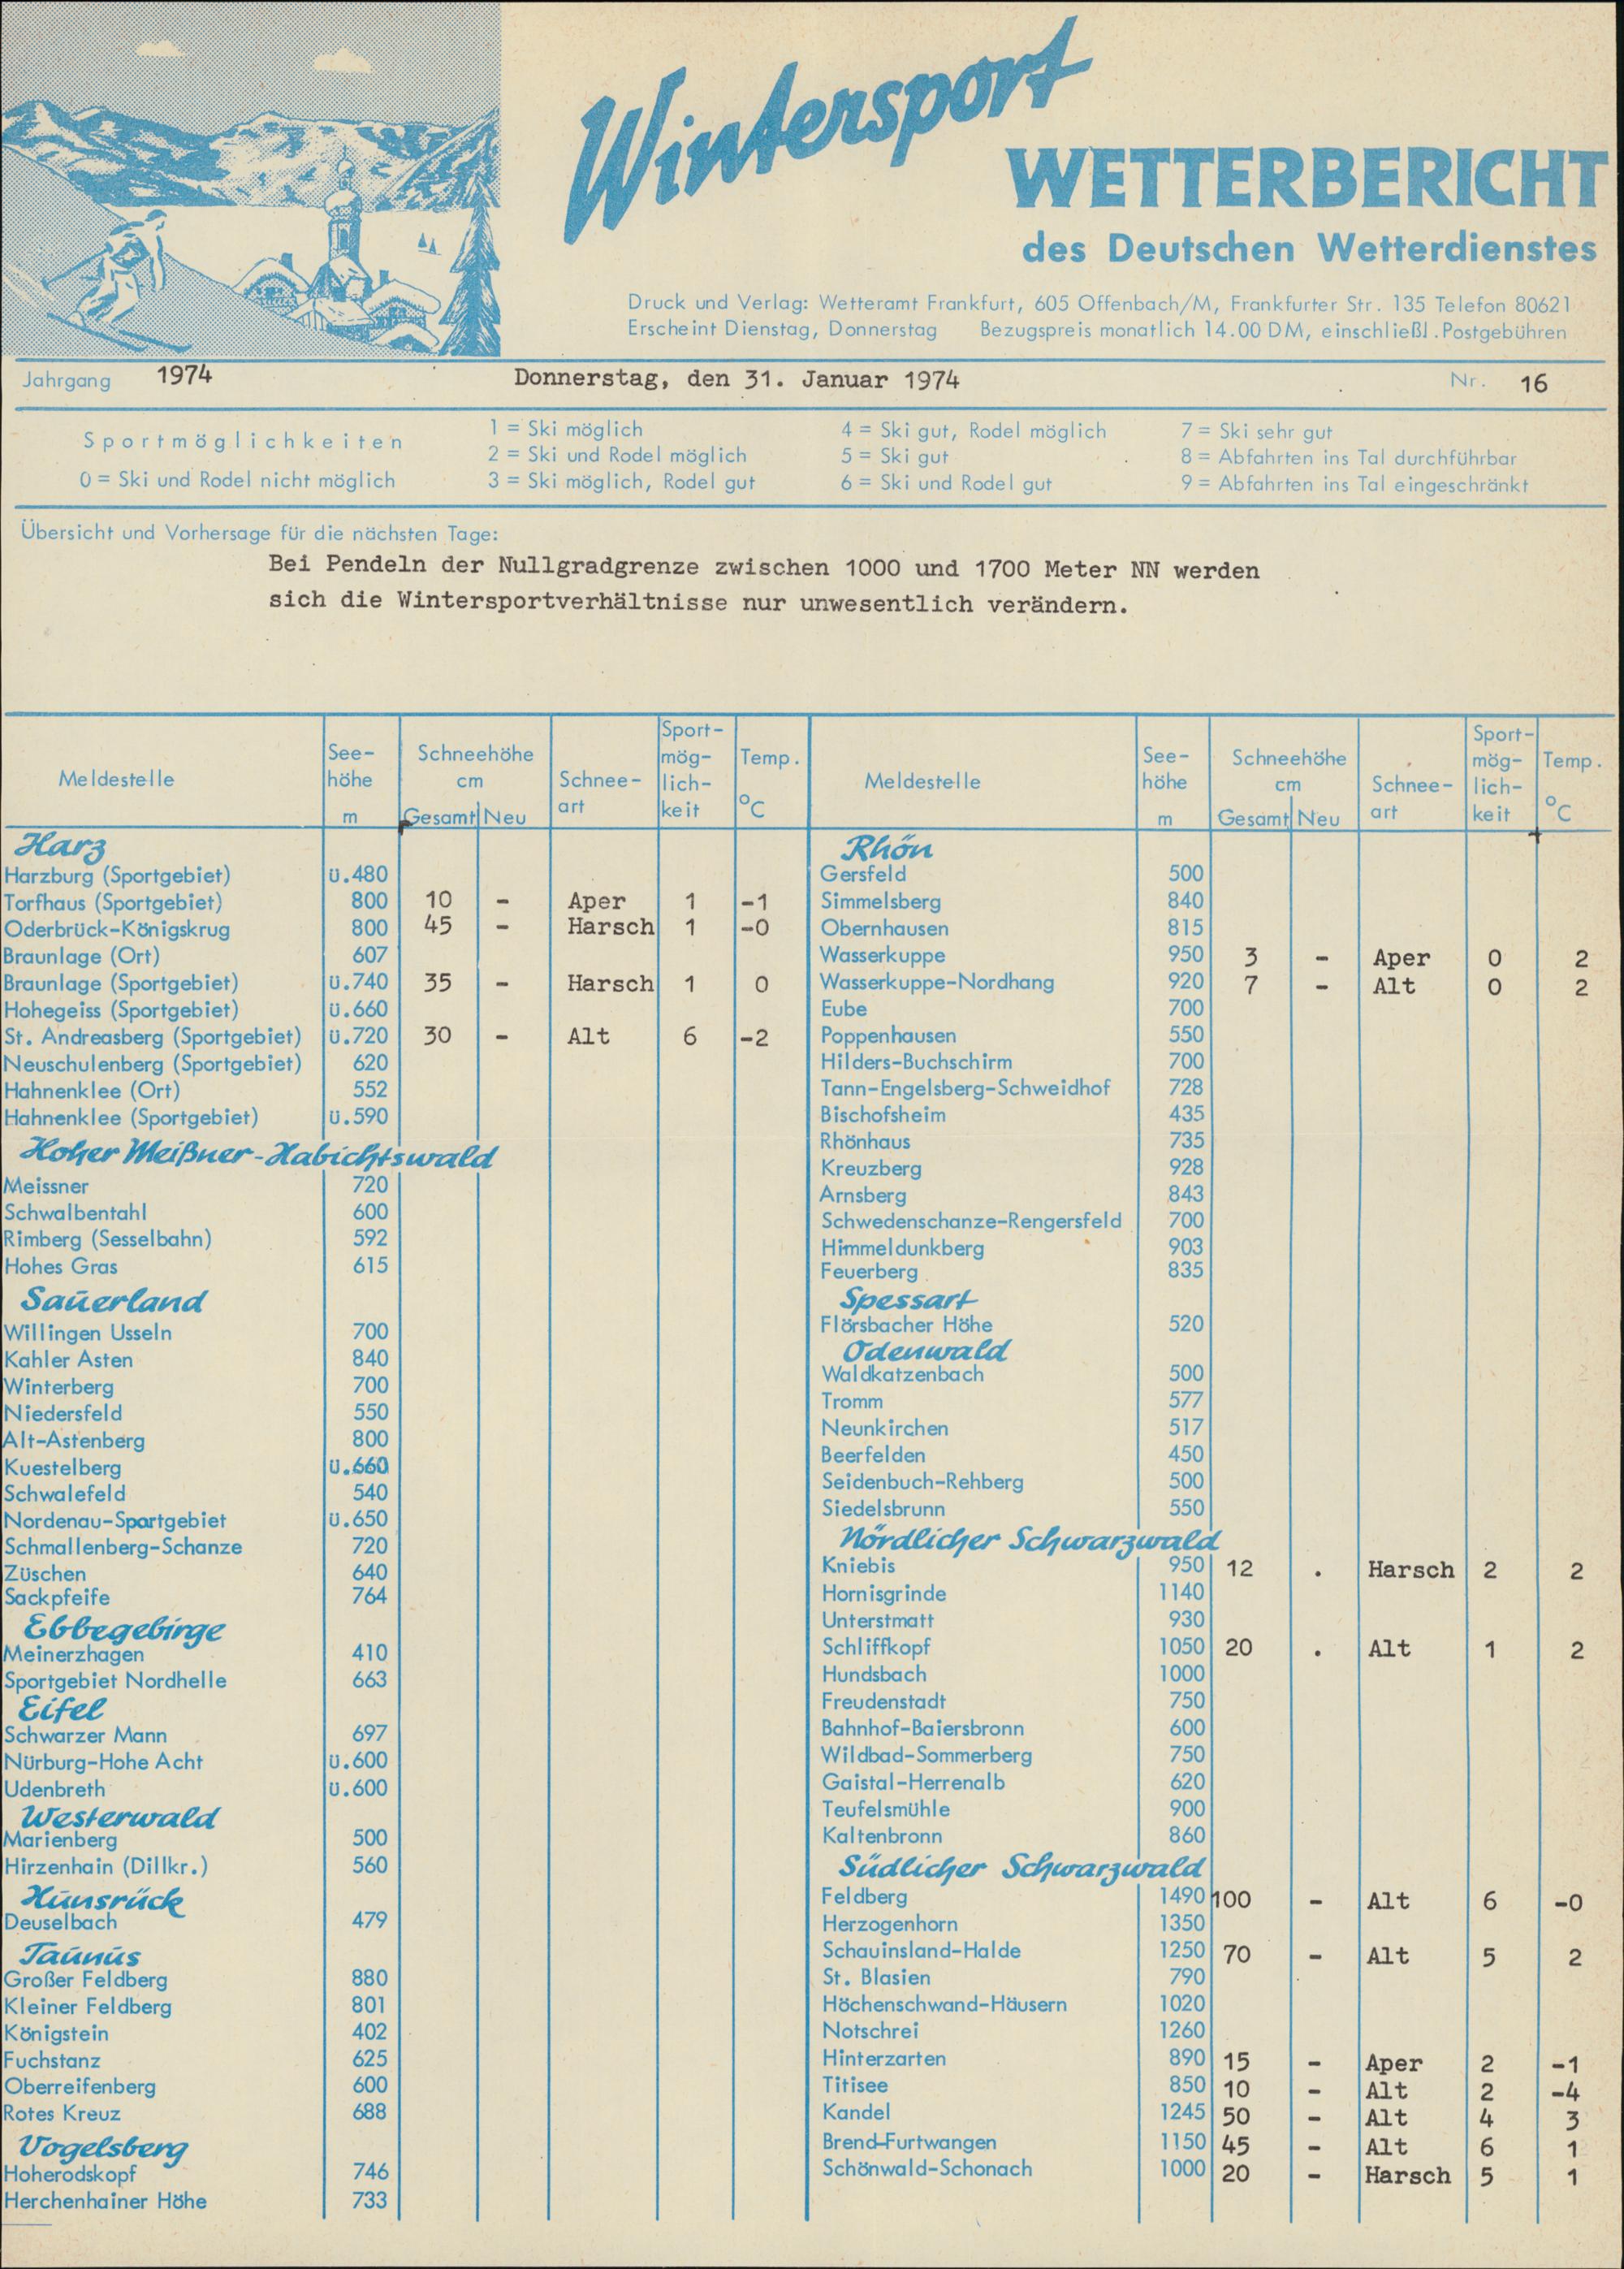 Wintersport
WETTERBERICHT
des Deutschen Wetterdienstes
Druck und Verlag: Wetteramt Frankfurt, 605 Offenbach/M, Frankfurter Str. 135 Telefon 80621
Erscheint Dienstag, Donnerstag Bezugspreis monatlich 14.00 DM, einschließl. Postgebühren
Jahrgang 1974 Donnerstag, den 31. Januar 1974 Nr. 16
Sportmöglichkeiten
0 = Ski und Rodel nicht möglich
1 = Ski möglich
2 = Ski und Rodel möglich
3 = Ski möglich, Rodel gut
4 = Ski gut, Rodel möglich
5 = Ski gut
6 = Ski und Rodel gut
7 = Ski sehr gut
8 = Abfahrten ins Tal durchführbar
9 = Abfahrten ins Tal eingeschränkt
Übersicht und Vorhersage für die nächsten Tage:
Bei Pendeln der Nullgradgrenze zwischen 1000 und 1700 Meter NN werden
sich die Wintersportverhältnisse nur unwesentlich verändern.
Meldestelle See-höhe m Schneehöhe cm Gesamt Neu Schnee-art Sport-mög-lich-keit Temp. °C
Harz
Harzburg (Sportgebiet) ü.480
Torfhaus (Sportgebiet) 800 10 - Aper 1 -1
Oderbrück-Königskrug 800 45 - Harsch 1 -0
Braunlage (Ort) 607
Braunlage (Sportgebiet) ü.740 35 - Harsch 1 0
Hohegeiss (Sportgebiet) ü.660
St. Andreasberg (Sportgebiet) ü.720 30 - Alt 6 -2
Neuschulenberg (Sportgebiet) 620
Hahnenklee (Ort) 552
Hahnenklee (Sportgebiet) ü.590
Hoher Meißner-Habichtswald
Meissner 720
Schwalbentahl 600
Rimberg (Sesselbahn) 592
Hohes Gras 615
Sauerland
Willingen Usseln 700
Kahler Asten 840
Winterberg 700
Niedersfeld 550
Alt-Astenberg 800
Kuestelberg ü.660
Schwalefeld 540
Nordenau-Sportgebiet ü.650
Schmallenberg-Schanze 720
Züschen 640
Sackpfeife 764
Ebbegebirge
Meinerzhagen 410
Sportgebiet Nordhelle 663
Eifel
Schwarzer Mann 697
Nürburg-Hohe Acht ü.600
Udenbreth ü.600
Westerwald
Marienberg 500
Hirzenhain (Dillkr.) 560
Hunsrück
Deuselbach 479
Taunus
Großer Feldberg 880
Kleiner Feldberg 801
Königstein 402
Fuchstanz 625
Oberreifenberg 600
Rotes Kreuz 688
Vogelsberg
Hoherodskopf 746
Herchenhainer Höhe 733
Meldestelle See-höhe m Schneehöhe cm Gesamt Neu Schnee-art Sport-mög-lich-keit Temp. °C
Rhön
Gersfeld 500
Simmelsberg 840
Obernhausen 815
Wasserkuppe 950 3 - Aper 0 2
Wasserkuppe-Nordhang 920 7 - Alt 0 2
Eube 700
Poppenhausen 550
Hilders-Buchschirm 700
Tann-Engelsberg-Schweidhof 728
Bischofsheim 435
Rhönhaus 735
Kreuzberg 928
Arnsberg 843
Schwedenschanze-Rengersfeld 700
Himmeldunkberg 903
Feuerberg 835
Spessart
Flörsbacher Höhe 520
Odenwald
Waldkatzenbach 500
Tromm 577
Neunkirchen 517
Beerfelden 450
Seidenbuch-Rehberg 500
Siedelsbrunn 550
Nördlicher Schwarzwald
Kniebis 950 12 . Harsch 2 2
Hornisgrinde 1140
Unterstmatt 930
Schliffkopf 1050 20 . Alt 1 2
Hundsbach 1000
Freudenstadt 750
Bahnhof-Baiersbronn 600
Wildbad-Sommerberg 750
Gaistal-Herrenalb 620
Teufelsmühle 900
Kaltenbronn 860
Südlicher Schwarzwald
Feldberg 1490 100 - Alt 6 -0
Herzogenhorn 1350
Schauinsland-Halde 1250 70 - Alt 5 2
St. Blasien 790
Höchenschwand-Häusern 1020
Notschrei 1260
Hinterzarten 890 15 - Aper 2 -1
Titisee 850 10 - Alt 2 -4
Kandel 1245 50 - Alt 4 3
Brend-Furtwangen 1150 45 - Alt 6 1
Schönwald-Schonach 1000 20 - Harsch 5 1